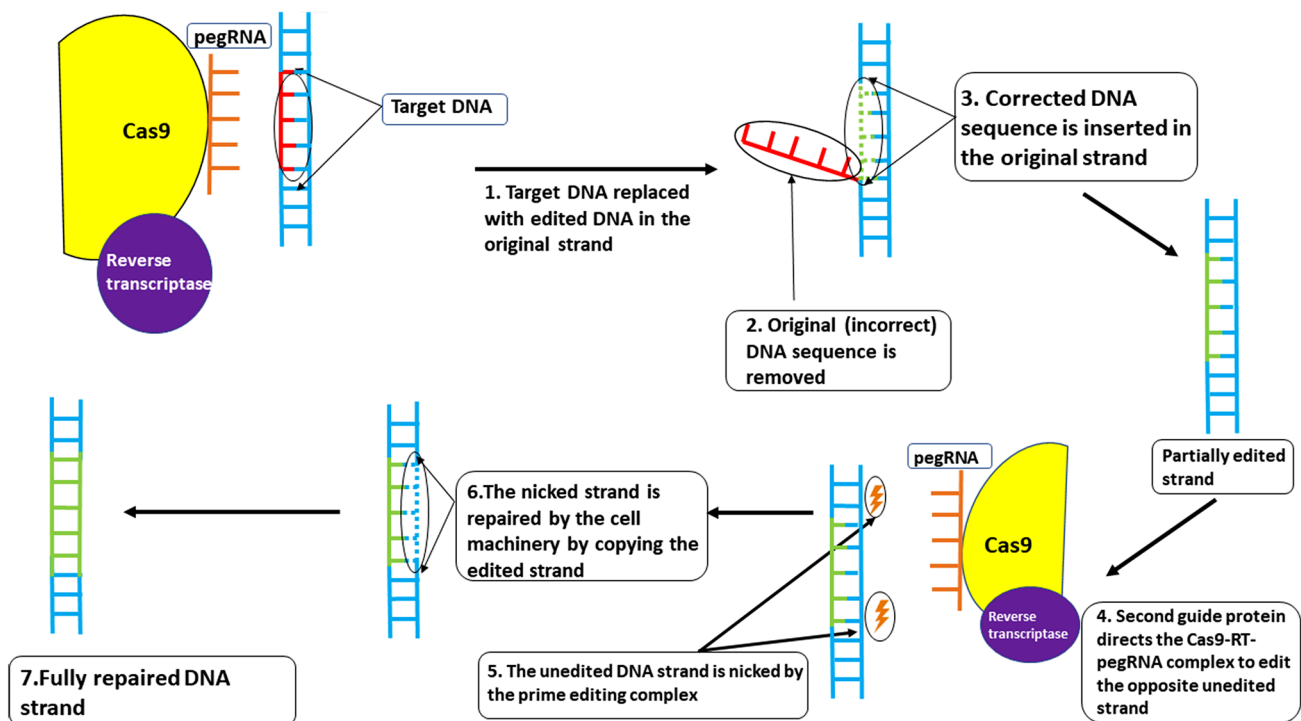 pegRNA
Cas9
Target DNA
Reverse
transcriptase
1. Target DNA replaced
with edited DNA in the
original strand
2. Original (incorrect)
DNA sequence is
removed
3. Corrected DNA
sequence is inserted in
the original strand
Partially edited
strand
pegRNA
Cas9
Reverse
transcriptase
4. Second guide protein
directs the Cas9-RT-
pegRNA complex to edit
the opposite unedited
strand
5. The unedited DNA strand is nicked by
the prime editing complex
6.The nicked strand is
repaired by the cell
machinery by copying the
edited strand
7.Fully repaired DNA
strand